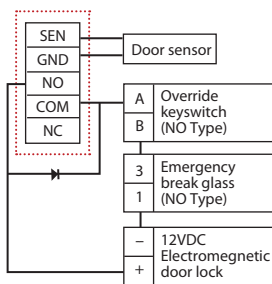 SEN
GND
NO
COM
NC
Door sensor
A
B
Override
keyswitch
(NO Type)
3
1
Emergency
break glass
(NO Type)
–
+
12VDC
Electromegnetic
door lock